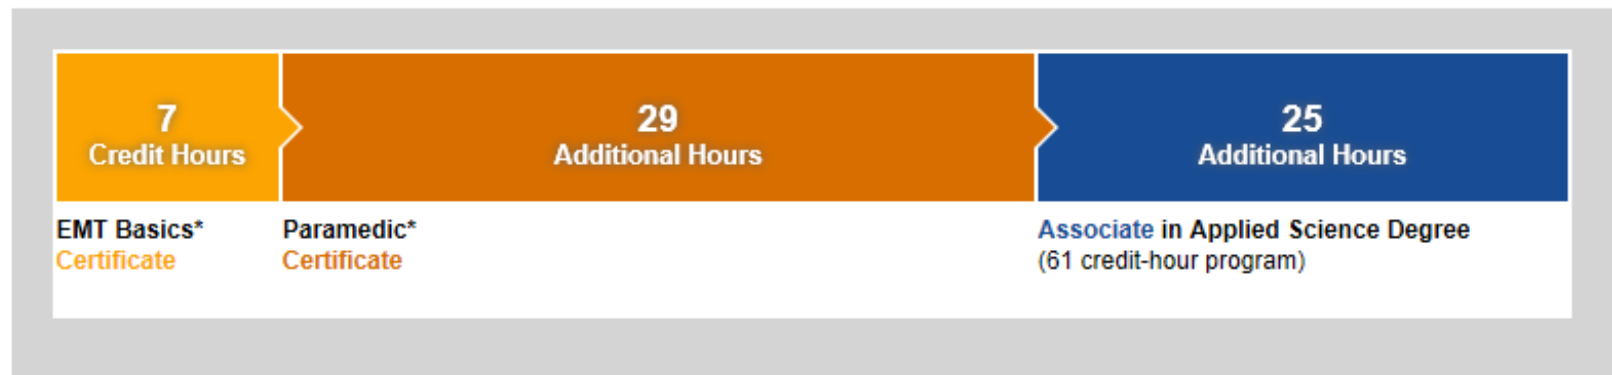 7
Credit Hours
29
Additional Hours
25
Additional Hours
EMT Basics*
Certificate
Paramedic*
Certificate
Associate in Applied Science Degree
(61 credit-hour program)